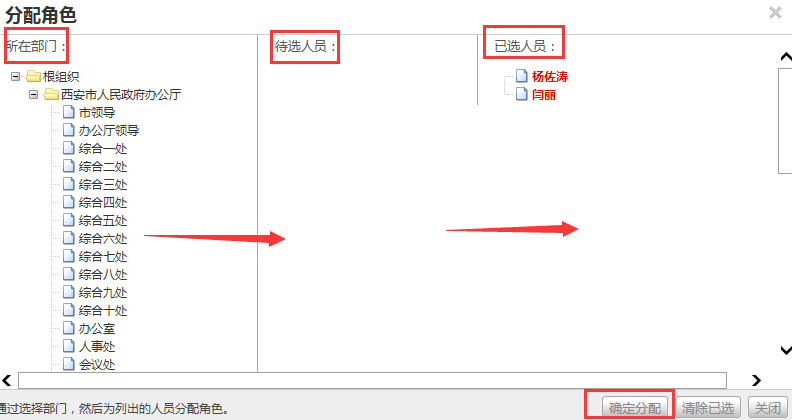 分配角色
所在部门：
待选人员：
已选人员：
根组织
西安市人民政府办公厅
市领导
办公厅领导
综合一处
综合二处
综合三处
综合四处
综合五处
综合六处
综合七处
综合八处
综合九处
综合十处
办公室
人事处
会议处
杨佐涛
闫丽
通过选择部门，然后为列出的人员分配角色。
确定分配
清除已选
关闭